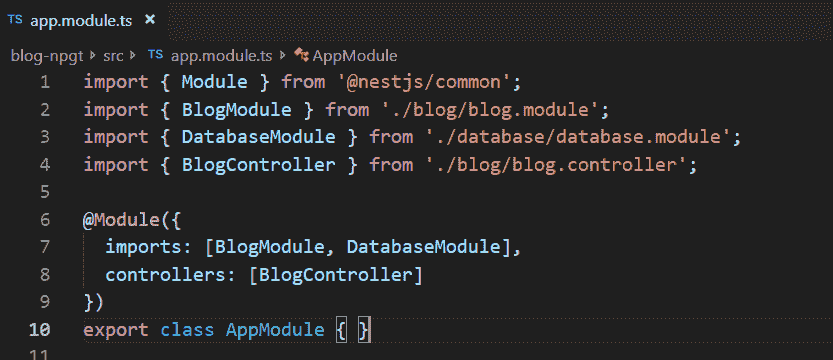 TS app.module.ts ×
blog-npgt › src › TS app.module.ts › AppModule
1 import { Module } from '@nestjs/common';
2 import { BlogModule } from './blog/blog.module';
3 import { DatabaseModule } from './database/database.module';
4 import { BlogController } from './blog/blog.controller';
5
6 @Module({
7   imports: [BlogModule, DatabaseModule],
8   controllers: [BlogController]
9 })
10 export class AppModule { }
11